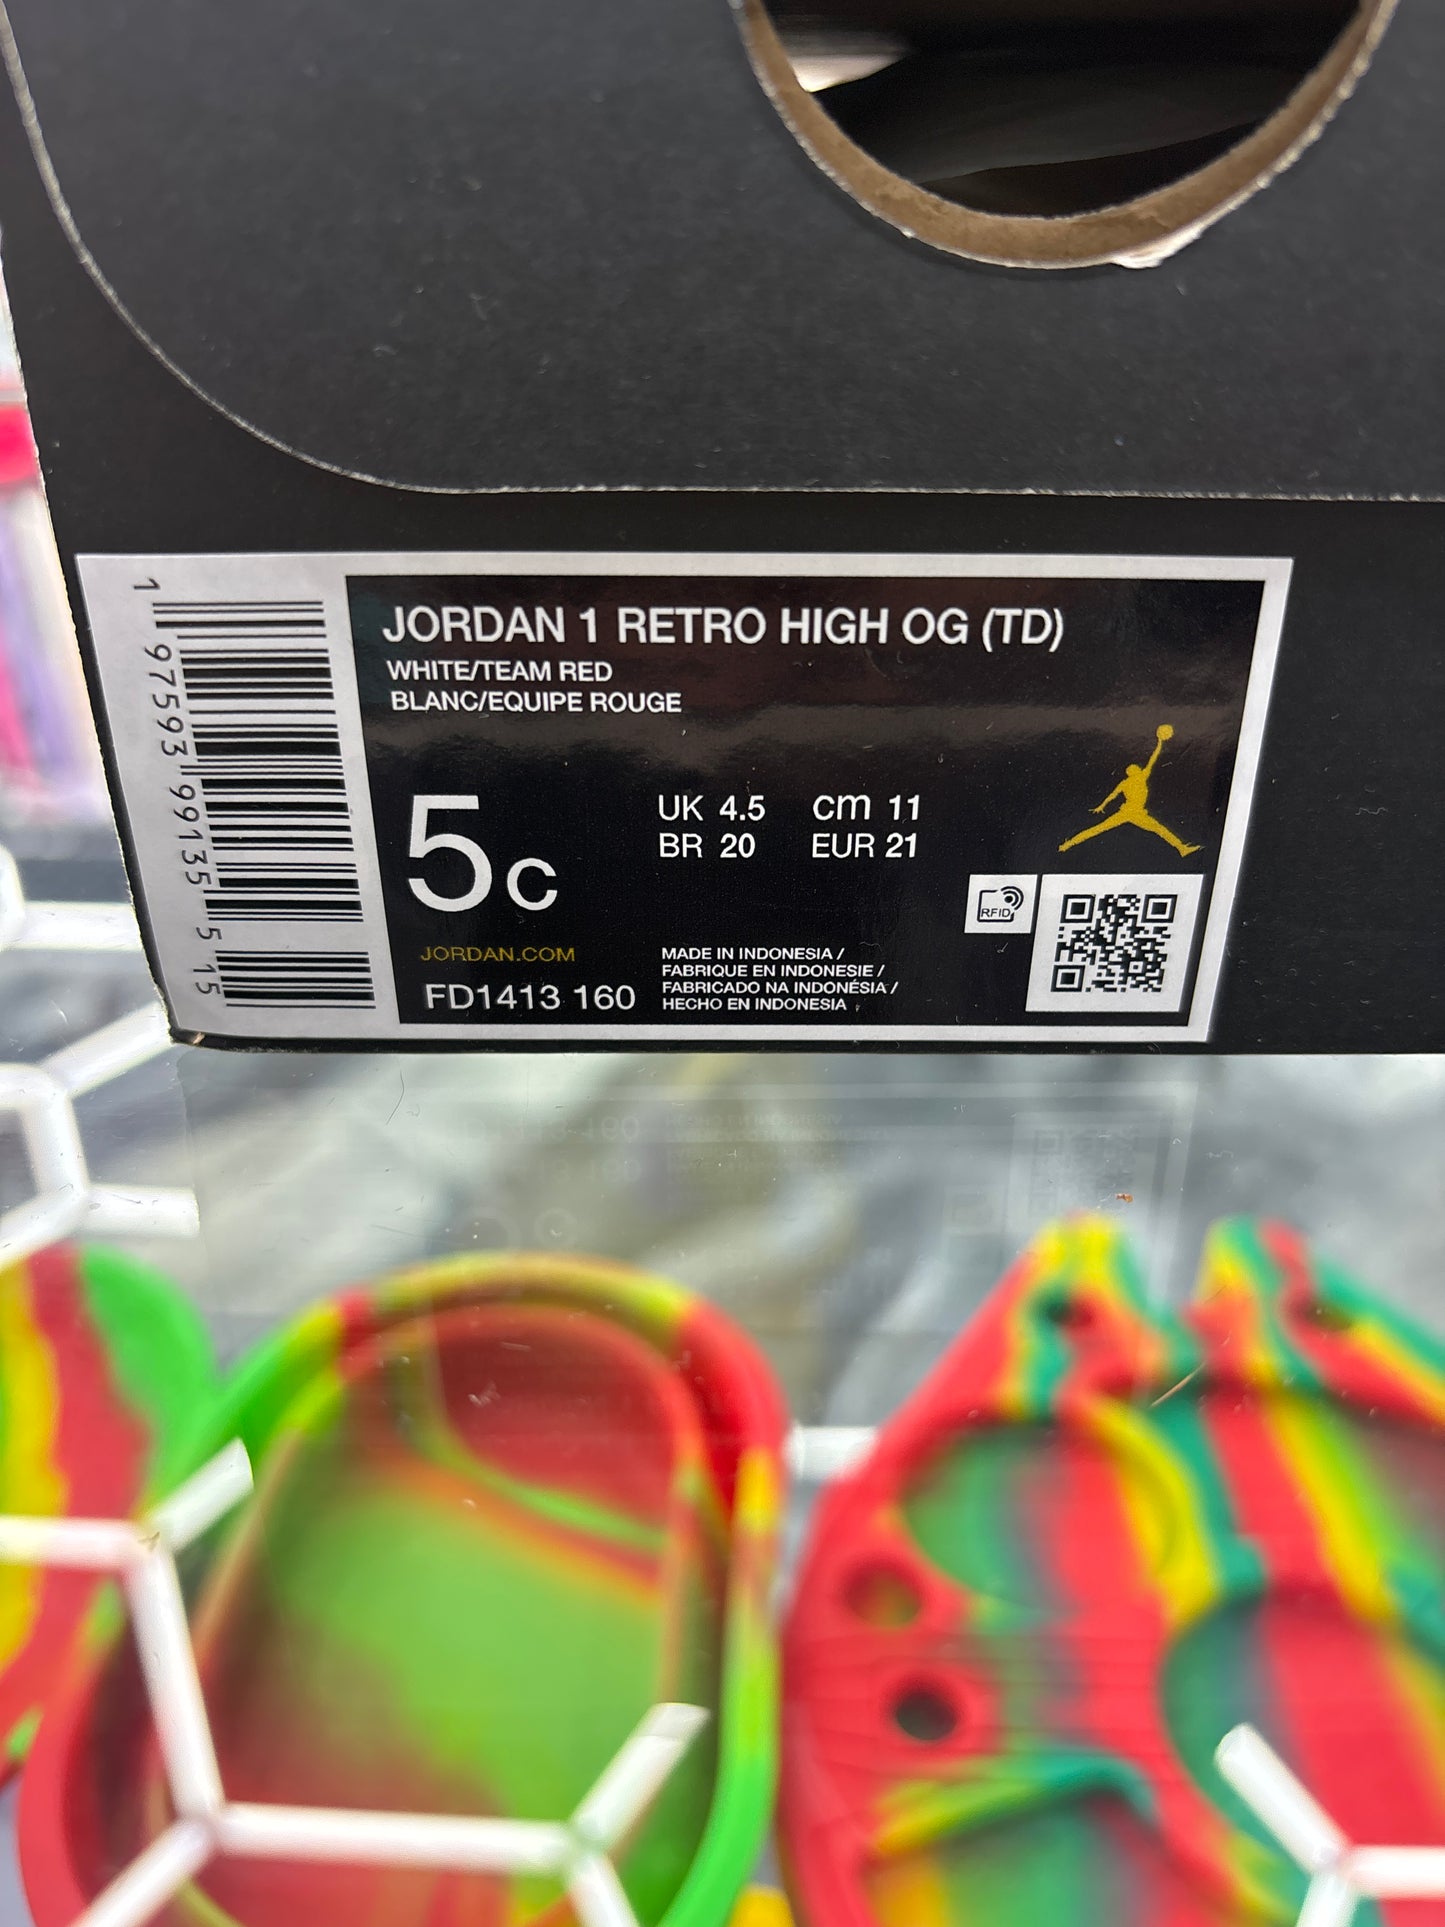 JORDAN 1 RETRO HIGH OG (TD)
WHITE/TEAM RED
BLANC/EQUIPE ROUGE
5c
UK 4.5 cm 11
BR 20 EUR 21
RFID
JORDAN.COM
FD1413 160
MADE IN INDONESIA /
FABRIQUE EN INDONESIE /
FABRICADO NA INDONÉSIA /
HECHO EN INDONESIA
1 97593 99135 5 15